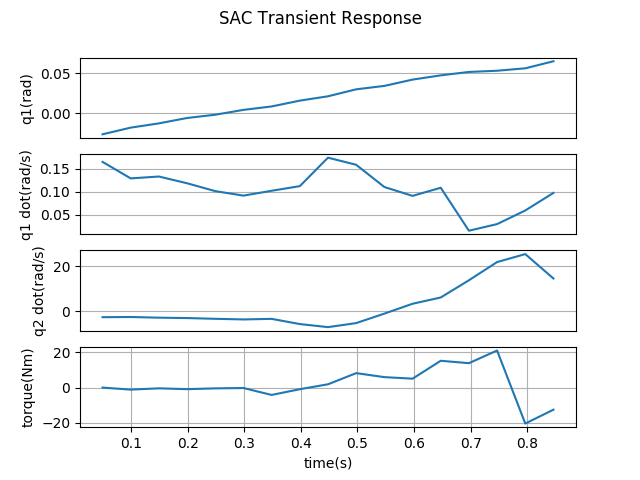 SAC Transient Response
q1(rad)
0.05
0.00
q1 dot(rad/s)
0.15
0.10
0.05
q2 dot(rad/s)
20
0
torque(Nm)
20
0
−20
0.1 0.2 0.3 0.4 0.5 0.6 0.7 0.8
time(s)